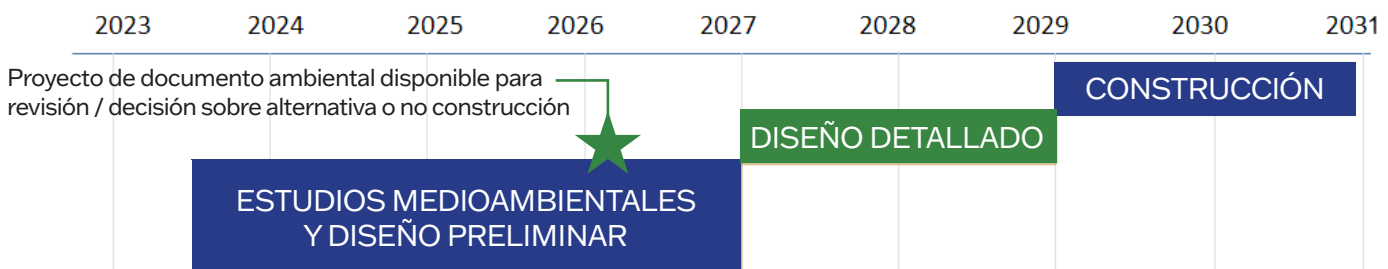 2023 2024 2025 2026 2027 2028 2029 2030 2031
Proyecto de documento ambiental disponible para
revisión / decisión sobre alternativa o no construcción
CONSTRUCCIÓN
DISEÑO DETALLADO
ESTUDIOS MEDIOAMBIENTALES
Y DISEÑO PRELIMINAR